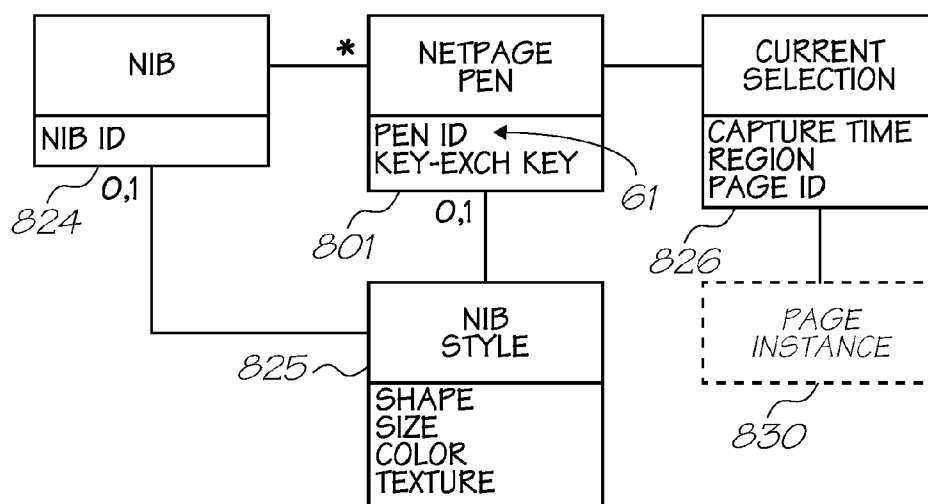 NIB
*
NETPAGE
PEN
CURRENT
SELECTION
NIB ID
PEN ID
KEY-EXCH KEY
61
CAPTURE TIME
REGION
PAGE ID
824
0,1
801
0,1
826
NIB
STYLE
825
PAGE
INSTANCE
830
SHAPE
SIZE
COLOR
TEXTURE